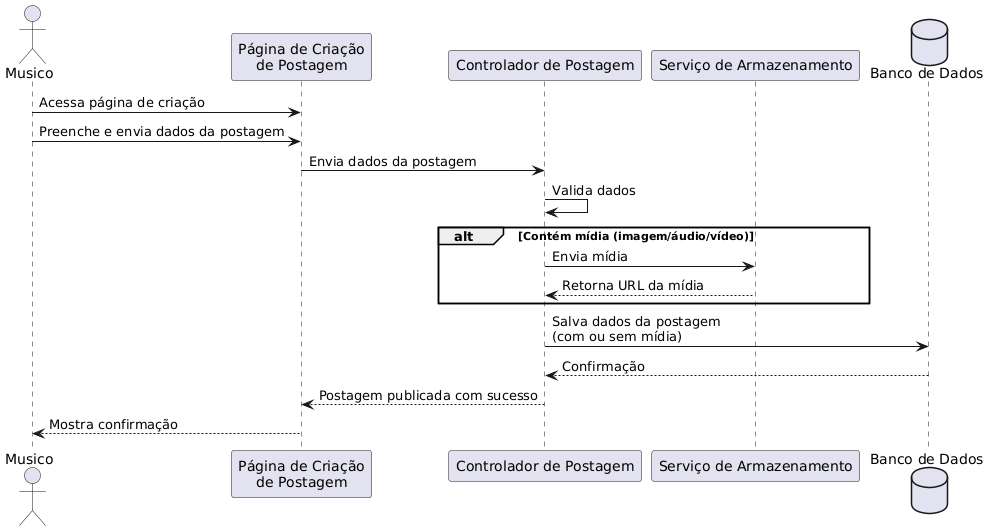 Musico
Página de Criação
de Postagem
Controlador de Postagem
Serviço de Armazenamento
Banco de Dados
Acessa página de criação
Preenche e envia dados da postagem
Envia dados da postagem
Valida dados
alt
[Contém mídia (imagem/áudio/vídeo)]
Envia mídia
Retorna URL da mídia
Salva dados da postagem
(com ou sem mídia)
Confirmação
Postagem publicada com sucesso
Mostra confirmação
Musico
Página de Criação
de Postagem
Controlador de Postagem
Serviço de Armazenamento
Banco de Dados